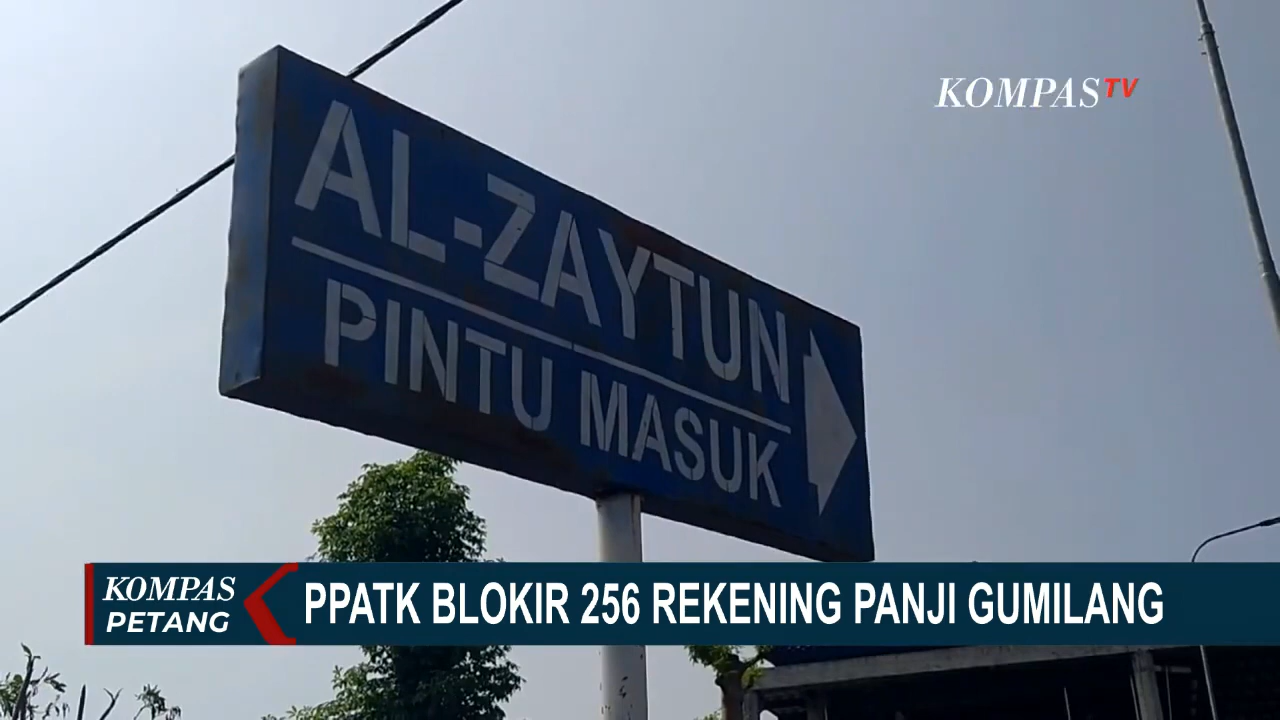 KOMPASTV
AL-ZAYTUN
PINTU MASUK
KOMPAS
PETANG
PPATK BLOKIR 256 REKENING PANJI GUMILANG